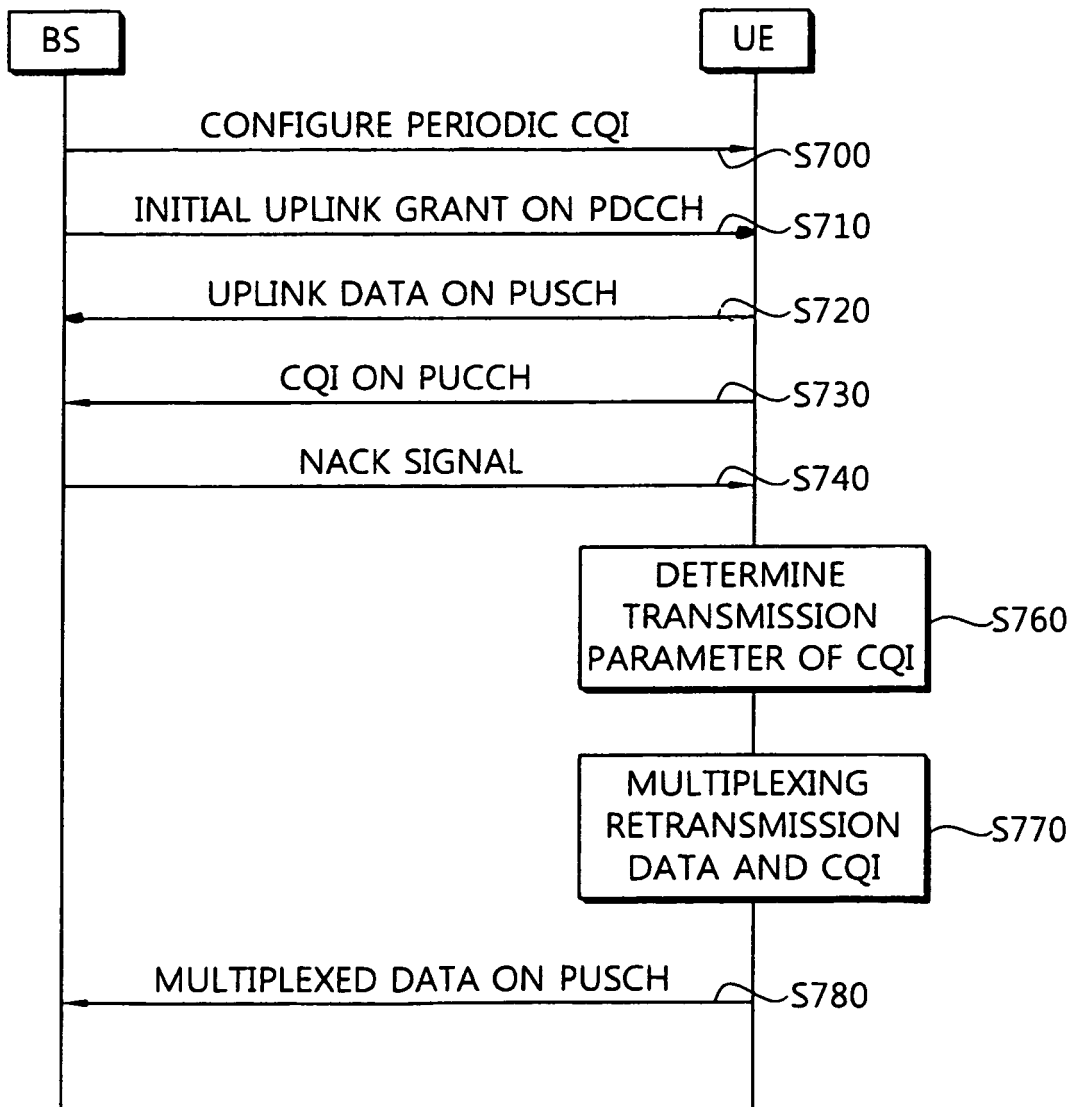 BS
UE
CONFIGURE PERIODIC CQI
S700
INITIAL UPLINK GRANT ON PDCCH
S710
UPLINK DATA ON PUSCH
S720
CQI ON PUCCH
S730
NACK SIGNAL
S740
DETERMINE
TRANSMISSION
PARAMETER OF CQI
S760
MULTIPLEXING
RETRANSMISSION
DATA AND CQI
S770
MULTIPLEXED DATA ON PUSCH
S780